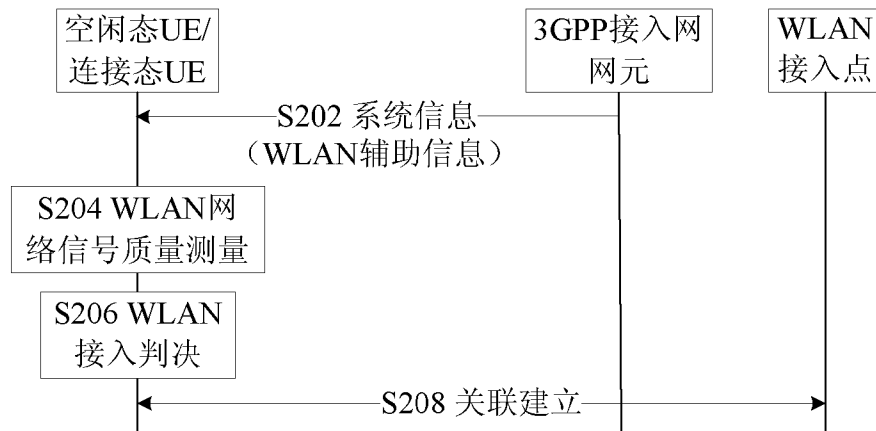 空闲态UE/
连接态UE
3GPP接入网
网元
WLAN
接入点
S202 系统信息
（WLAN辅助信息）
S204 WLAN网
络信号质量测量
S206 WLAN
接入判决
S208 关联建立